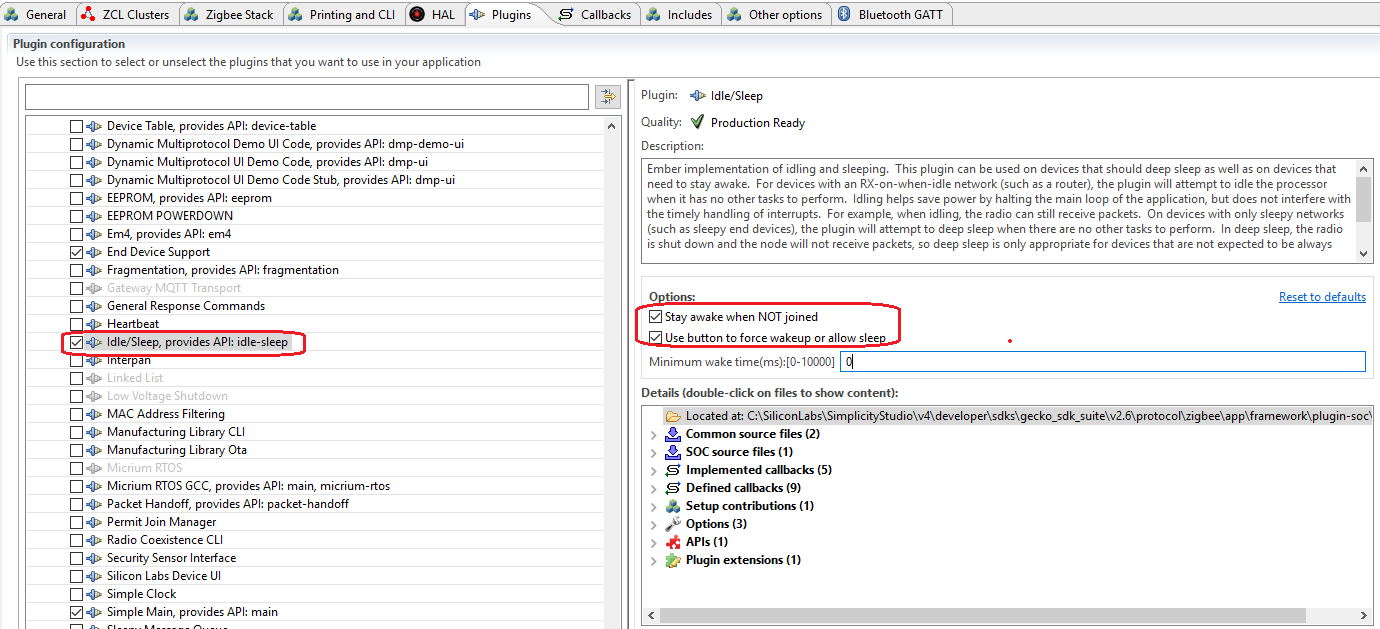 General
ZCL Clusters
Zigbee Stack
Printing and CLI
HAL
Plugins
Callbacks
Includes
Other options
Bluetooth GATT
Plugin configuration
Use this section to select or unselect the plugins that you want to use in your application
Device Table, provides API: device-table
Dynamic Multiprotocol Demo UI Code, provides API: dmp-demo-ui
Dynamic Multiprotocol UI Demo Code, provides API: dmp-ui
Dynamic Multiprotocol UI Demo Code Stub, provides API: dmp-ui
EEPROM, provides API: eeprom
EEPROM POWERDOWN
Em4, provides API: em4
End Device Support
Fragmentation, provides API: fragmentation
Gateway MQTT Transport
General Response Commands
Heartbeat
Idle/Sleep, provides API: idle-sleep
Interpan
Linked List
Low Voltage Shutdown
MAC Address Filtering
Manufacturing Library CLI
Manufacturing Library Ota
Micrium RTOS
Micrium RTOS GCC, provides API: main, micrium-rtos
Packet Handoff, provides API: packet-handoff
Permit Join Manager
Radio Coexistence CLI
Security Sensor Interface
Silicon Labs Device UI
Simple Clock
Simple Main, provides API: main
Sleepy Message Queue
Plugin: Idle/Sleep
Quality: Production Ready
Description:
Ember implementation of idling and sleeping. This plugin can be used on devices that should deep sleep as well as on devices that
need to stay awake. For devices with an RX-on-when-idle network (such as a router), the plugin will attempt to idle the processor
when it has no other tasks to perform. Idling helps save power by halting the main loop of the application, but does not interfere with
the timely handling of interrupts. For example, when idling, the radio can still receive packets. On devices with only sleepy networks
(such as sleepy end devices), the plugin will attempt to deep sleep when there are no other tasks to perform. In deep sleep, the radio
is shut down and the node will not receive packets, so deep sleep is only appropriate for devices that are not expected to be always
Options:
Reset to defaults
Stay awake when NOT joined
Use button to force wakeup or allow sleep
Minimum wake time(ms):[0-10000] 0
Details (double-click on files to show content):
Located at: C:\SiliconLabs\SimplicityStudio\v4\developer\sdks\gecko_sdk_suite\v2.6\protocol\zigbee\app\framework\plugin-soc\
Common source files (2)
SOC source files (1)
Implemented callbacks (5)
Defined callbacks (9)
Setup contributions (1)
Options (3)
APIs (1)
Plugin extensions (1)